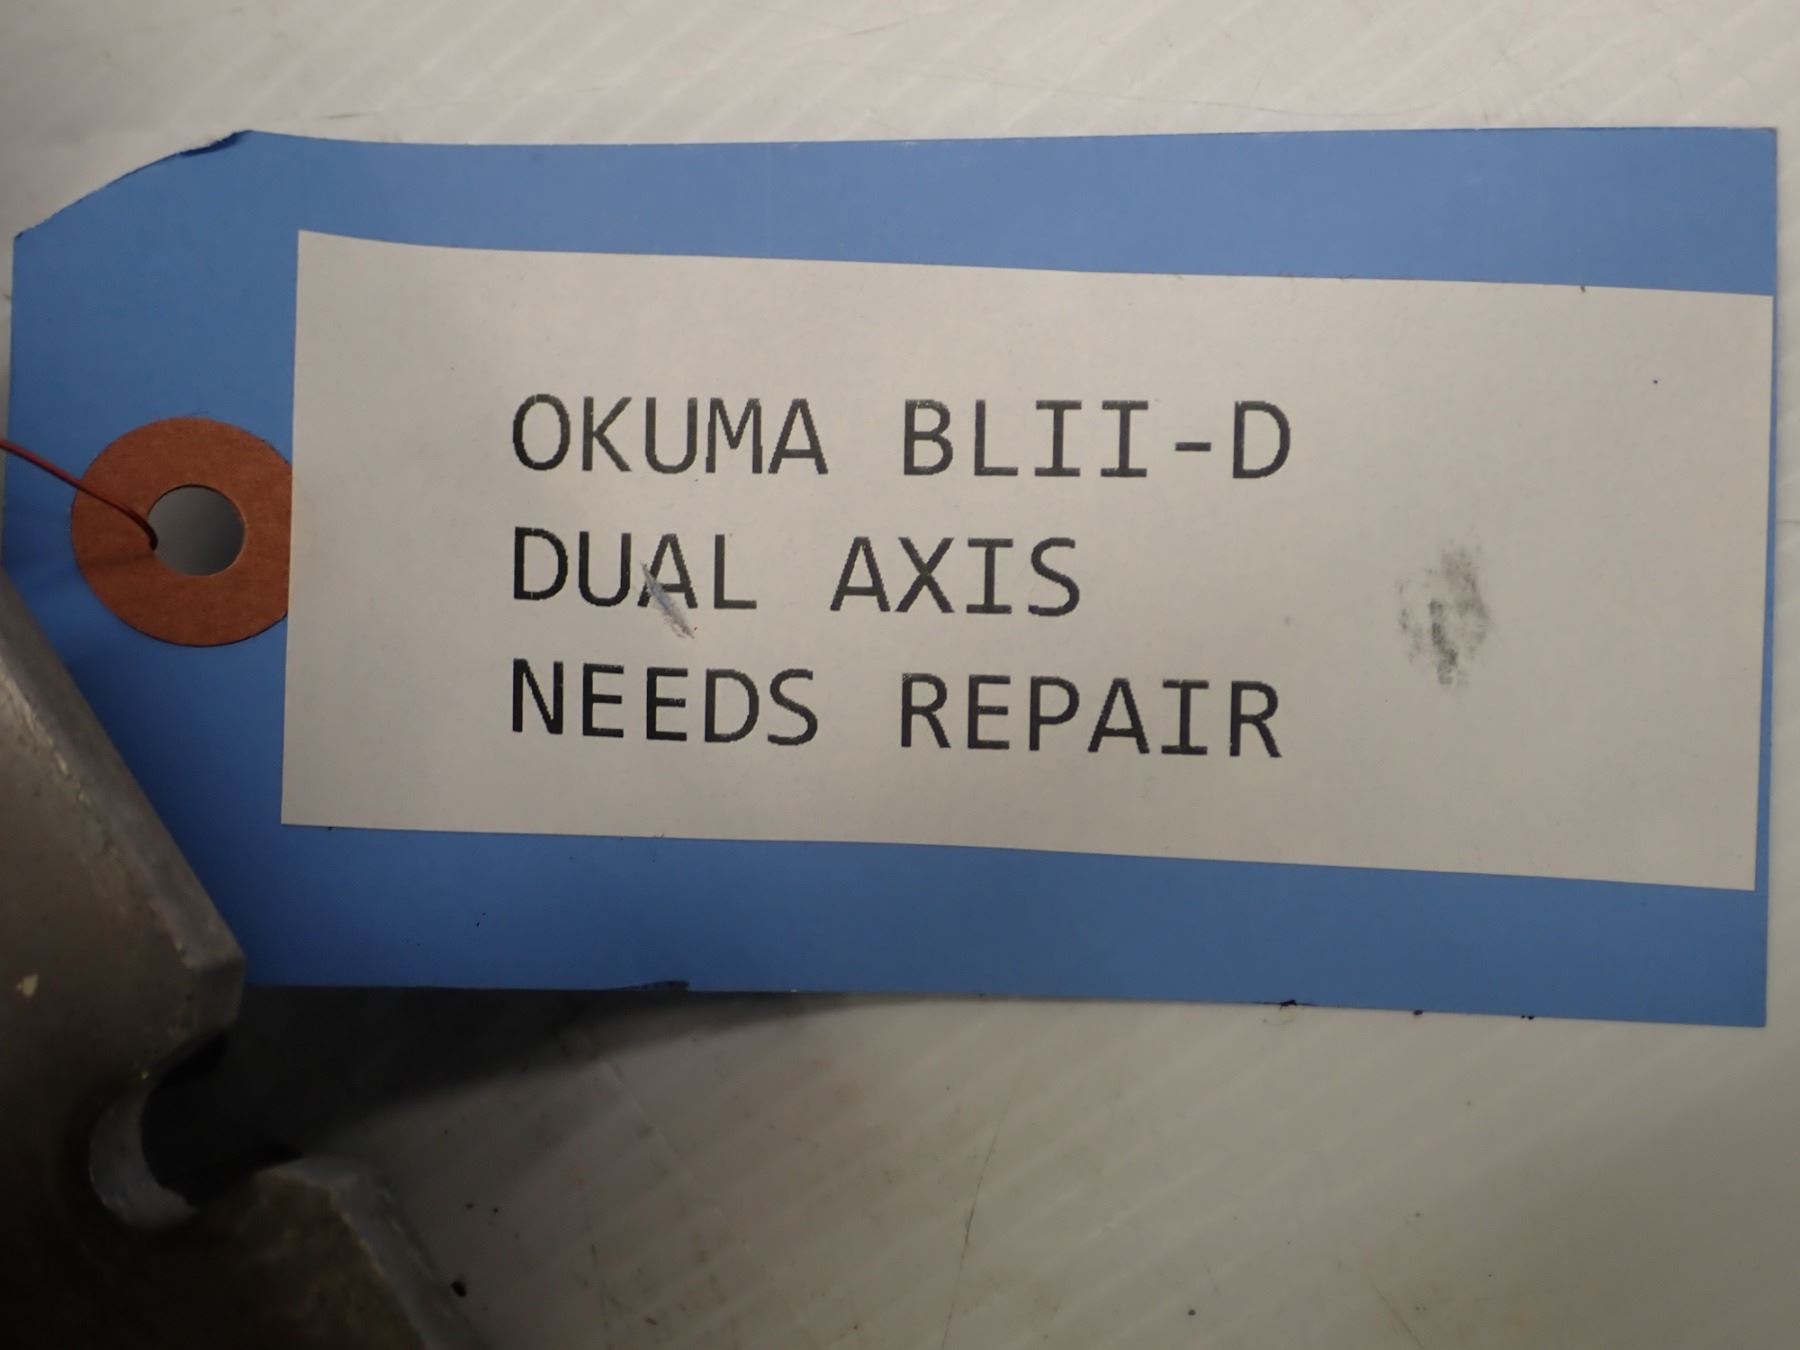 OKUMA BLII-D
DUAL AXIS
NEEDS REPAIR